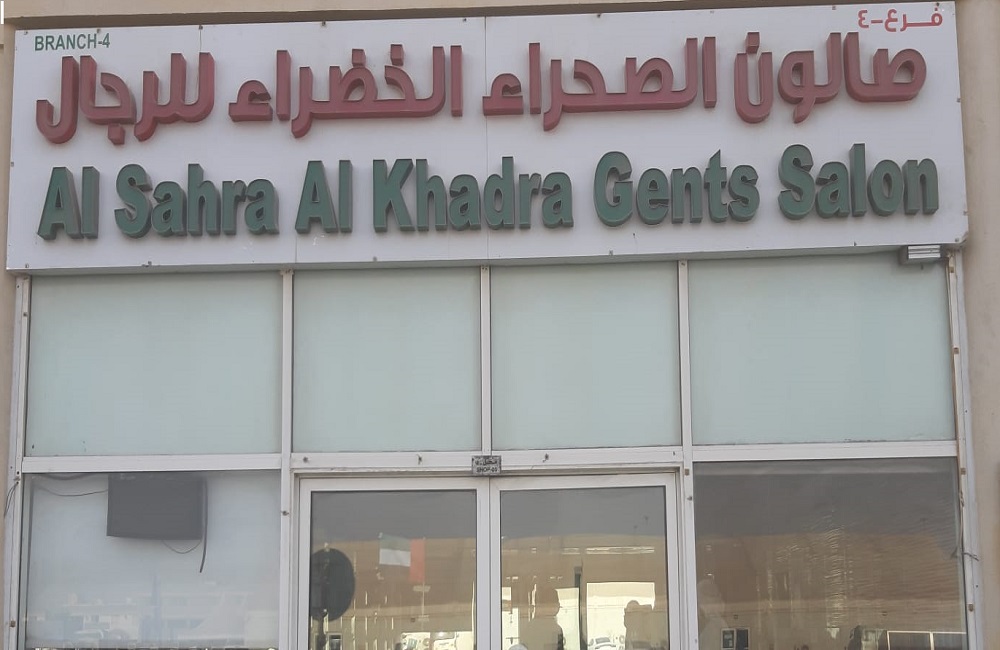 BRANCH-4
فرع-٤
صالون الصحراء الخضراء للرجال
Al Sahra Al Khadra Gents Salon